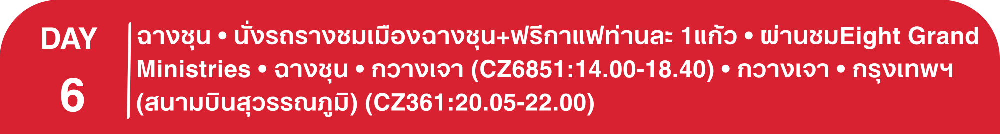 DAY
6
ฉางชุน • นั่งรถรางชมเมืองฉางชุน+ฟรีกาแฟท่านละ 1แก้ว • ผ่านชมEight Grand
Ministries • ฉางชุน • กวางเจา (CZ6851:14.00-18.40) • กวางเจา • กรุงเทพฯ
(สนามบินสุวรรณภูมิ) (CZ361:20.05-22.00)